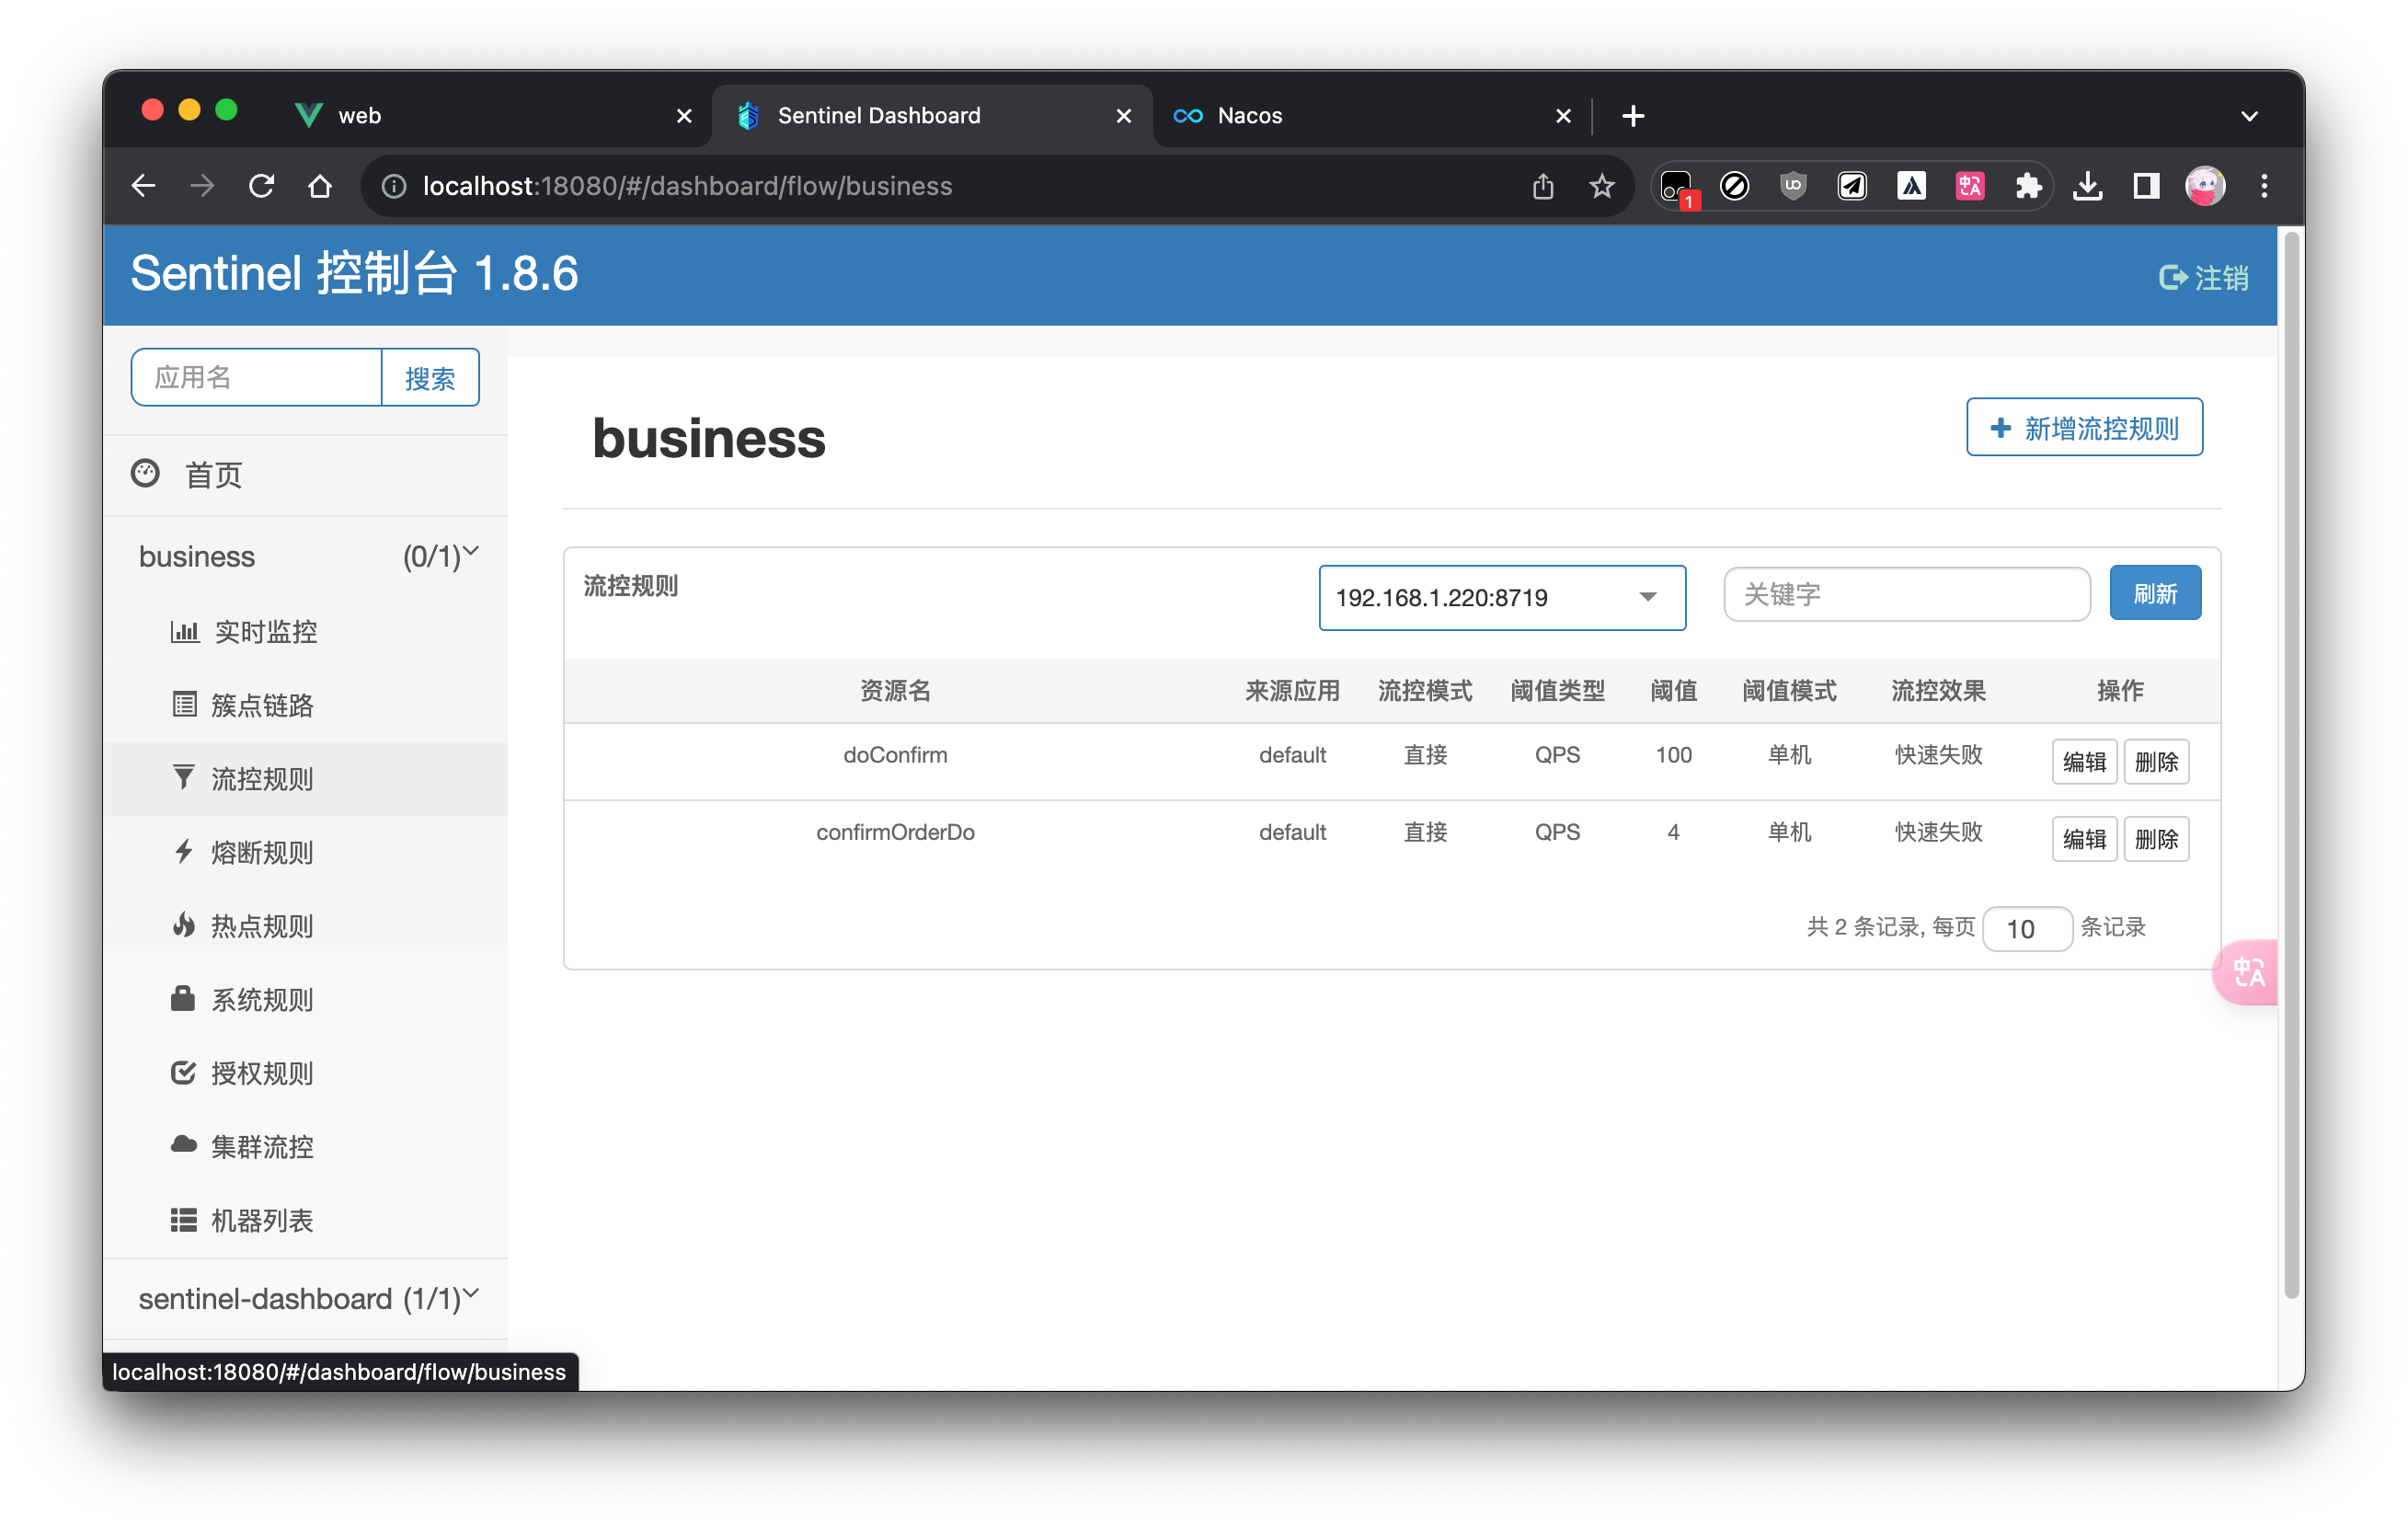 web
Sentinel Dashboard
Nacos
localhost:18080/#/dashboard/flow/business
1
Sentinel 控制台 1.8.6
注销
应用名
搜索
首页
business (0/1)
实时监控
簇点链路
流控规则
熔断规则
热点规则
系统规则
授权规则
集群流控
机器列表
sentinel-dashboard (1/1)
business
新增流控规则
流控规则
192.168.1.220:8719
关键字
刷新
资源名 来源应用 流控模式 阈值类型 阈值 阈值模式 流控效果 操作
doConfirm default 直接 QPS 100 单机 快速失败 编辑 删除
confirmOrderDo default 直接 QPS 4 单机 快速失败 编辑 删除
共 2 条记录, 每页 10 条记录
中A
localhost:18080/#/dashboard/flow/business